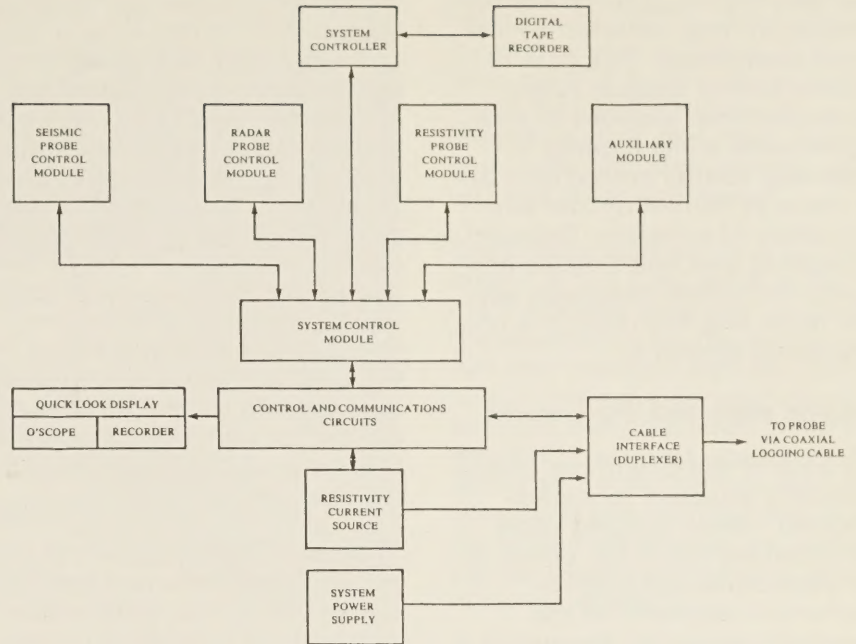 SYSTEM
CONTROLLER
DIGITAL
TAPE
RECORDER
SEISMIC
PROBE
CONTROL
MODULE
RADAR
PROBE
CONTROL
MODULE
RESISTIVITY
PROBE
CONTROL
MODULE
AUXILIARY
MODULE
SYSTEM CONTROL
MODULE
QUICK LOOK DISPLAY
O'SCOPE
RECORDER
CONTROL AND COMMUNICATIONS
CIRCUITS
CABLE
INTERFACE
(DUPLEXER)
TO PROBE
VIA COAXIAL
LOGGING CABLE
RESISTIVITY
CURRENT
SOURCE
SYSTEM
POWER
SUPPLY